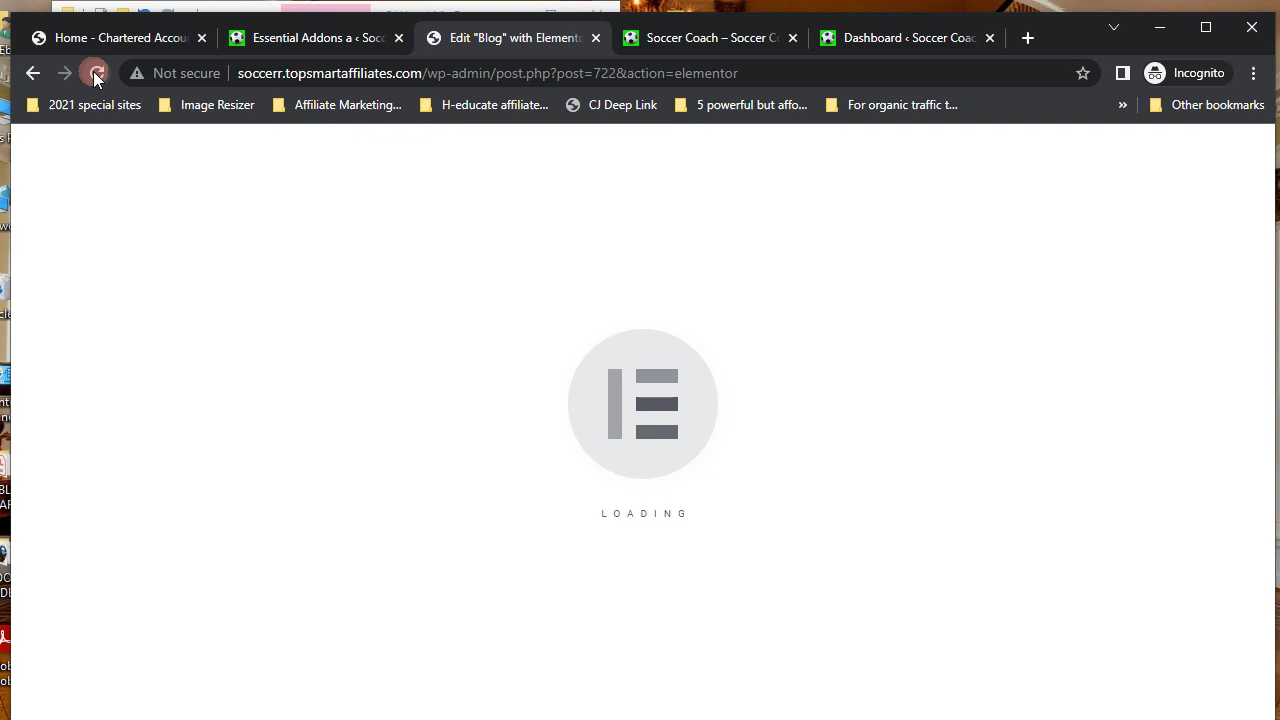 Home - Chartered Accou
Essential Addons a ‹ Socc
Edit "Blog" with Elemento
Soccer Coach – Soccer C
Dashboard ‹ Soccer Coac
Not secure
soccerr.topsmartaffiliates.com/wp-admin/post.php?post=722&action=elementor
Incognito
2021 special sites
Image Resizer
Affiliate Marketing...
H-educate affiliate...
CJ Deep Link
5 powerful but affo...
For organic traffic t...
»
Other bookmarks
LOADING